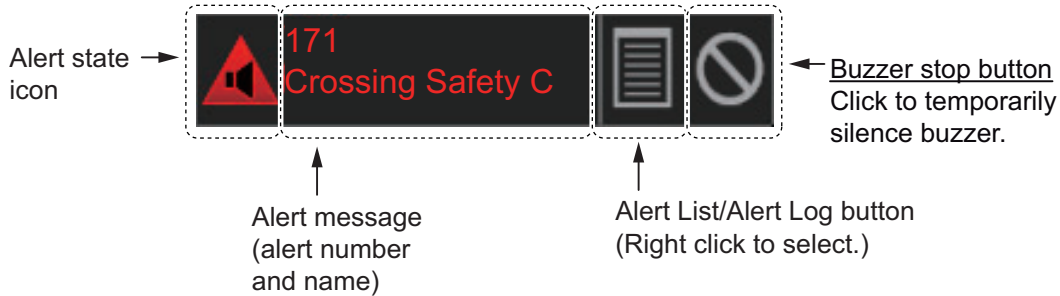 171
Crossing Safety C
Alert state
icon
Buzzer stop button
Click to temporarily
silence buzzer.
Alert message
(alert number
and name)
Alert List/Alert Log button
(Right click to select.)